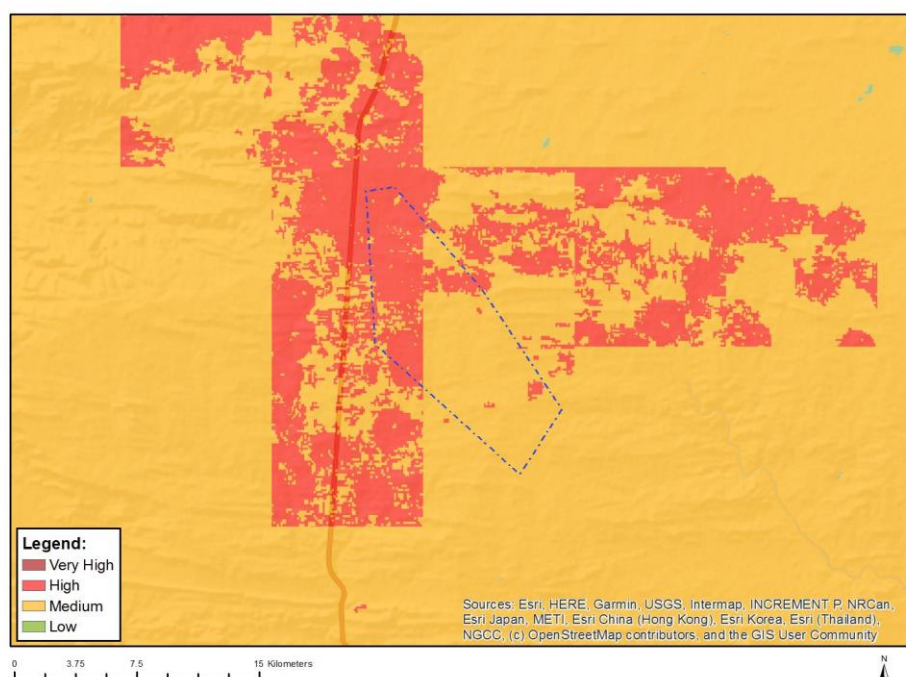 Legend:
Very High
High
Medium
Low
Sources: Esri, HERE, Garmin, USGS, Intermap, INCREMENT P, NRCan,
Esri Japan, METI, Esri China (Hong Kong), Esri Korea, Esri (Thailand),
NGCC, (c) OpenStreetMap contributors, and the GIS User Community
0 3.75 7.5 15 Kilometers
N